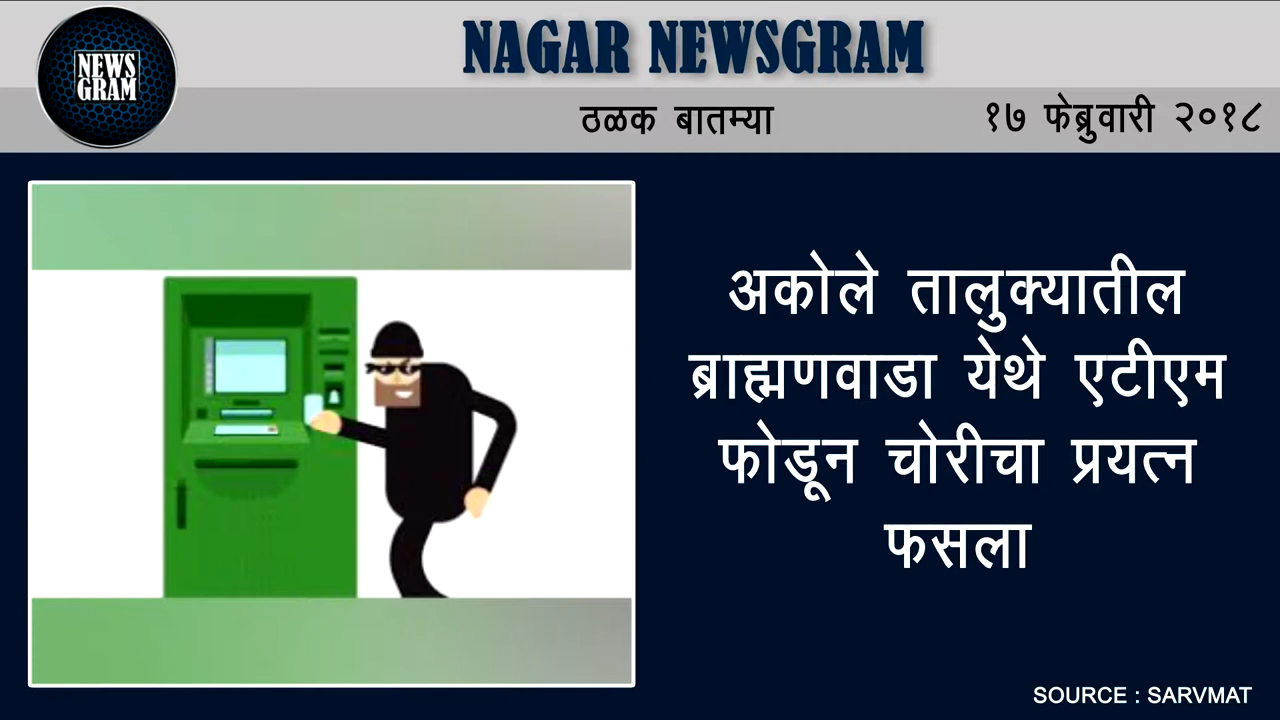 NEWS
GRAM
NAGAR NEWSGRAM
ठळक बातम्या
१७ फेब्रुवारी २०१८
अकोले तालुक्यातील
ब्राह्मणवाडा येथे एटीएम
फोडून चोरीचा प्रयत्न
फसला
SOURCE : SARVMAT